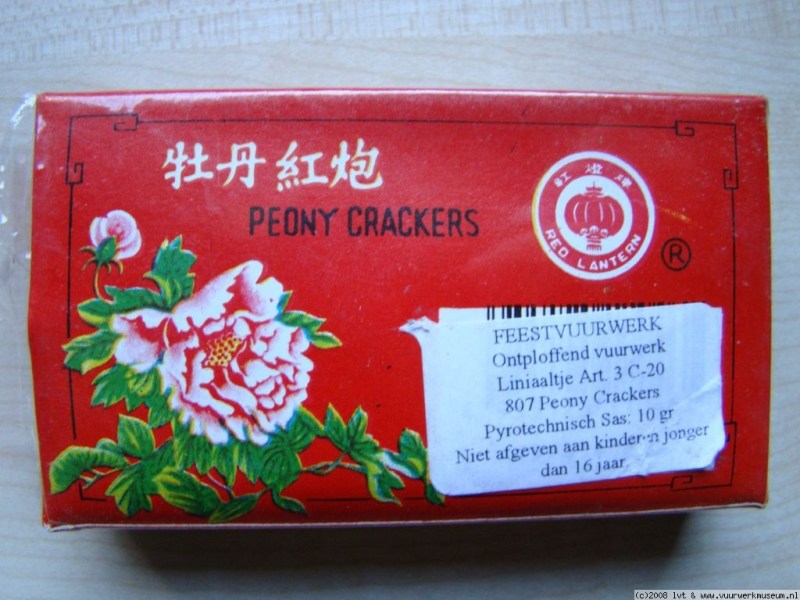 牡丹紅炮
PEONY CRACKERS
紅燈牌
RED LANTERN
®
FEESTVUURWERK
Ontploffend vuurwerk
Liniaaltje Art. 3 C-20
807 Peony Crackers
Pyrotechnisch Sas: 10 gr
Niet afgeven aan kinderen jonger
dan 16 jaar.
(c)2008 lvt & www.vuurwerkmuseum.nl